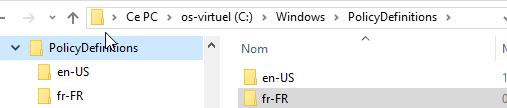 Ce PC > os-virtuel (C:) > Windows > PolicyDefinitions
PolicyDefinitions
en-US
fr-FR
Nom
en-US
fr-FR